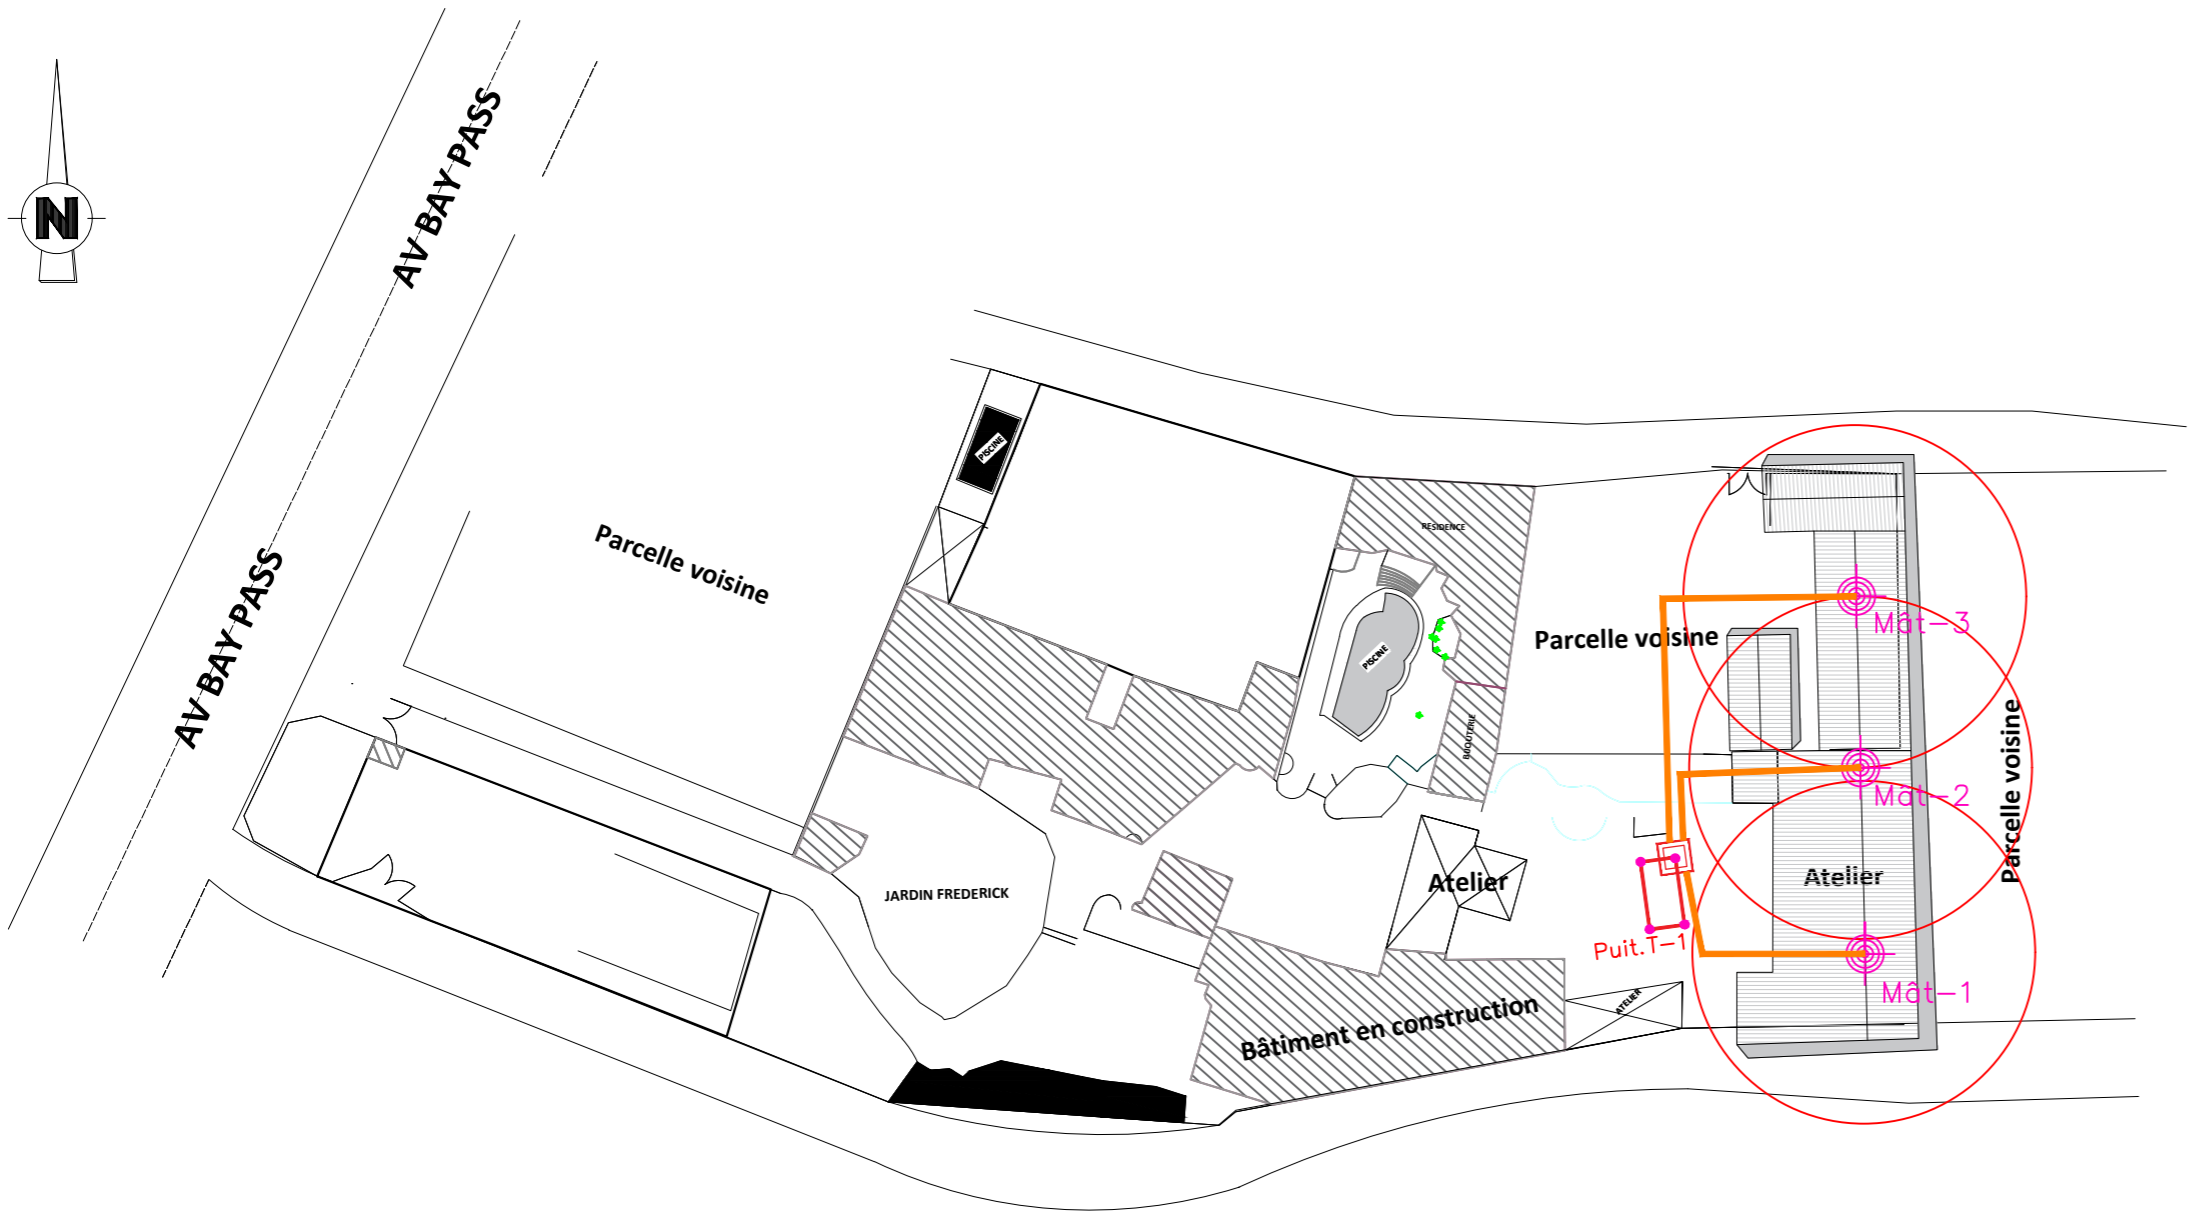 AV BAY PASS
N
PISCINE
RESIDENCE
Parcelle voisine
AV BAY PASS
Parcelle voisine
Mât-3
PISCINE
BIJOUTERIE
Mât-2
Parcelle voisine
JARDIN FREDERICK
Atelier
Atelier
Puit.T-1
Mât-1
ATELIER
Bâtiment en construction